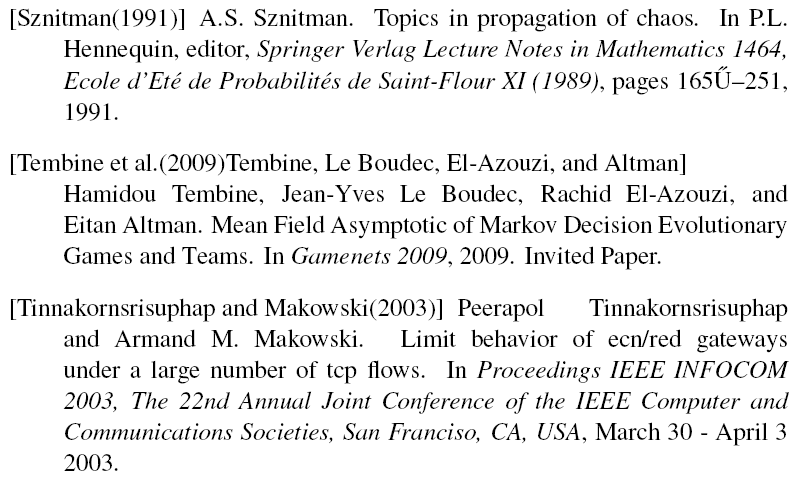 [Sznitman(1991)] A.S. Sznitman. Topics in propagation of chaos. In P.L.
Hennequin, editor, Springer Verlag Lecture Notes in Mathematics 1464,
Ecole d'Eté de Probabilités de Saint-Flour XI (1989), pages 165Ű–251,
1991.
[Tembine et al.(2009)Tembine, Le Boudec, El-Azouzi, and Altman]
Hamidou Tembine, Jean-Yves Le Boudec, Rachid El-Azouzi, and
Eitan Altman. Mean Field Asymptotic of Markov Decision Evolutionary
Games and Teams. In Gamenets 2009, 2009. Invited Paper.
[Tinnakornsrisuphap and Makowski(2003)] Peerapol Tinnakornsrisuphap
and Armand M. Makowski. Limit behavior of ecn/red gateways
under a large number of tcp flows. In Proceedings IEEE INFOCOM
2003, The 22nd Annual Joint Conference of the IEEE Computer and
Communications Societies, San Franciso, CA, USA, March 30 - April 3
2003.